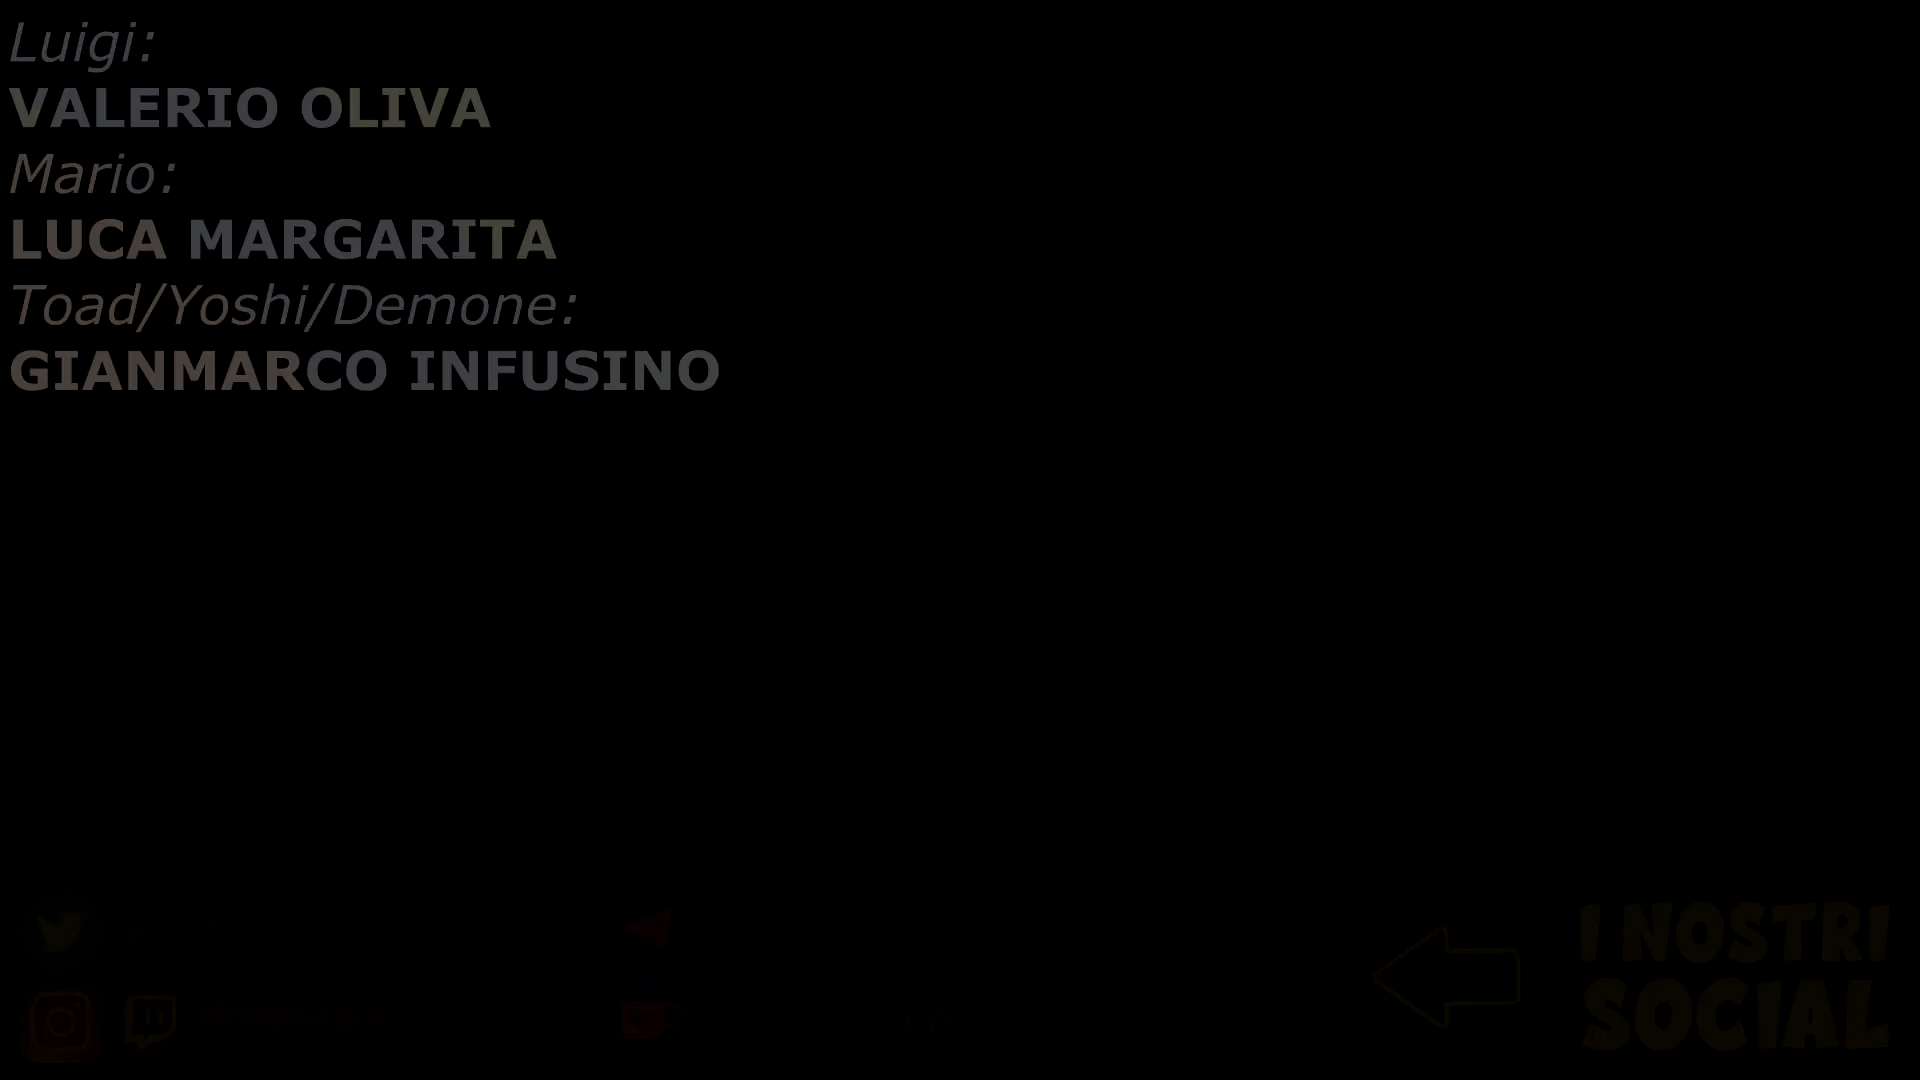 Luigi:
VALERIO OLIVA
Mario:
LUCA MARGARITA
Toad/Yoshi/Demone:
GIANMARCO INFUSINO
I NOSTRI
SOCIAL